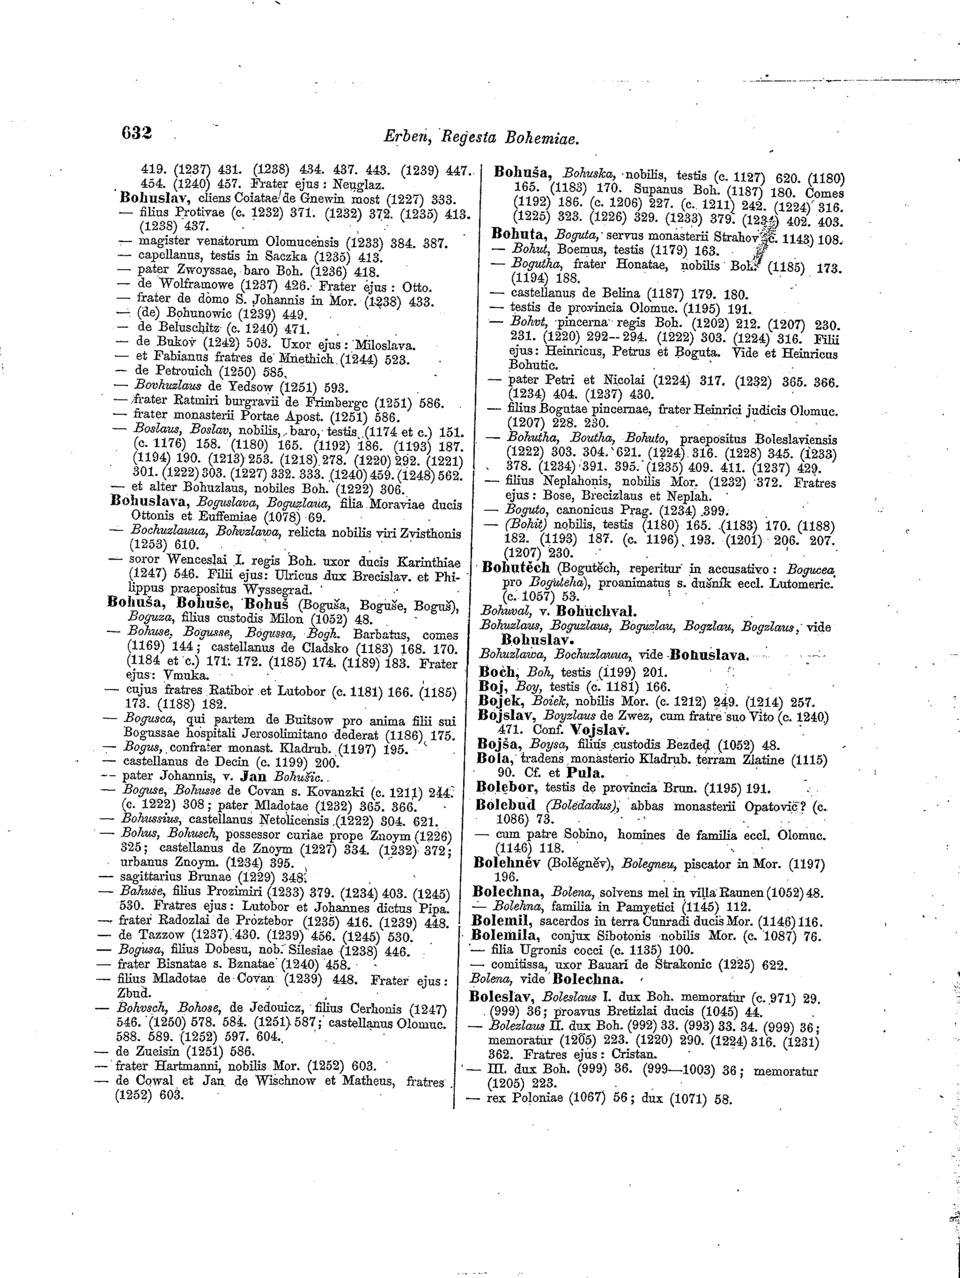 632
Erben, Regesta Bohemiae.
419. (1237) 431. (1238) 434. 437. 443. (1239) 447.
454. (1240) 457. Frater ejus: Neuglaz.
Bohuslav, cliens Coiatae de Gnewin most (1227) 333.
— filius Protivae (c. 1232) 371. (1232) 372. (1235) 413.
(1238) 437.
— magister venatorum Olomucensis (1233) 384. 387.
— capellanus, testis in Saczka (1235) 413.
— pater Zwoyssae, baro Boh. (1236) 418.
— de Wolframowe (1237) 426. Frater ejus: Otto.
— frater de domo S. Johannis in Mor. (1238) 433.
— (de) Bohunowic (1239) 449.
— de Beluschitz (c. 1240) 471.
— de Bukov (1242) 503. Uxor ejus: Miloslava.
— et Fabianus fratres de Mnethich (1244) 523.
— de Petrouich (1250) 585.
— Bovhuzlaus de Yedsow (1251) 593.
— frater Ratmiri burgravii de Frimbergc (1251) 586.
— frater monasterii Portae Apost. (1251) 586.
— Boslaus, Boslav, nobilis, baro, testis (1174 et c.) 151.
(c. 1176) 158. (1180) 165. (1192) 186. (1193) 187.
(1194) 190. (1213) 253. (1218) 278. (1220) 292. (1221)
301. (1222) 303. (1227) 332. 333. (1240) 459. (1248) 562.
— et alter Bohuzlaus, nobiles Boh. (1222) 306.
Bohuslava, Boguslava, Boguzlaua, filia Moraviae ducis
Ottonis et Euffemiae (1078) 69.
— Bochuzlauua, Bohvzlawa, relicta nobilis viri Zvisthonis
(1253) 610.
— soror Wenceslai I. regis Boh. uxor ducis Karinthiae
(1247) 546. Filii ejus: Ulricus dux Brecislav. et Phi-
lippus praepositus Wyssegrad.
Bohuša, Bohuše, Bohuš (Boguša, Boguše, Boguš),
Boguza, filius custodis Milon (1052) 48.
— Bohuse, Bogusse, Bogussa, Bogh. Barbatus, comes
(1169) 144; castellanus de Cladsko (1183) 168. 170.
(1184 et c.) 171. 172. (1185) 174. (1189) 183. Frater
ejus: Vmuka.
— cujus fratres Ratibor et Lutobor (c. 1181) 166. (1185)
173. (1188) 182.
— Bogusca, qui partem de Buitsow pro anima filii sui
Bogussae hospitali Jerosolimitano dederat (1186) 175.
— Bogus, confrater monast. Kladrub. (1197) 195.
— castellanus de Decin (c. 1199) 200.
— pater Johannis, v. Jan Bohušic.
— Boguse, Bohusse de Covan s. Kovanzki (c. 1211) 244.
(c. 1222) 308; pater Mladotae (1232) 365. 366.
— Bohussius, castellanus Netolicensis (1222) 304. 621.
— Bohus, Bohusch, possessor curiae prope Znoym (1226)
325; castellanus de Znoym (1227) 334. (1232) 372;
urbanus Znoym. (1234) 395.
— sagittarius Brunae (1229) 348.
— Bahuse, filius Prozimiri (1233) 379. (1234) 403. (1245)
530. Fratres ejus: Lutobor et Johannes dictus Pipa.
— frater Radozlai de Proztebor (1235) 416. (1239) 448.
— de Tazzow (1237) 430. (1239) 456. (1245) 530.
— Bogusa, filius Dobesu, nob. Silesiae (1238) 446.
— frater Bisnatae s. Bznatae (1240) 458.
— filius Mladotae de Covan (1239) 448. Frater ejus:
Zbud.
— Bohvsch, Bohose, de Jedouicz, filius Cerhonis (1247)
546. (1250) 578. 584. (1251) 587; castellanus Olomuc.
588. 589. (1252) 597. 604.
— de Zueisin (1251) 586.
— frater Hartmanni, nobilis Mor. (1252) 603.
— de Cowal et Jan de Wischnow et Matheus, fratres
(1252) 603.
Bohuša, Bohuska, nobilis, testis (c. 1127) 620. (1180)
165. (1183) 170. Supanus Boh. (1187) 180. Comes
(1192) 186. (c. 1206) 227. (c. 1211) 242. (1224) 316.
(1225) 323. (1226) 329. (1233) 379. (1234) 402. 403.
Bohuta, Boguta, servus monasterii Strahov c. 1143) 108.
— Bohut, Boemus, testis (1179) 163.
— Bogutha, frater Honatae, nobilis Boh. (1185) 173.
(1194) 188.
— castellanus de Belina (1187) 179. 180.
— testis de provincia Olomuc. (1195) 191.
— Bohvt, pincerna regis Boh. (1202) 212. (1207) 230.
231. (1220) 292—294. (1222) 303. (1224) 316. Filii
ejus: Heinricus, Petrus et Boguta. Vide et Heinricus
Bohutic.
— pater Petri et Nicolai (1224) 317. (1232) 365. 366.
(1234) 404. (1237) 430.
— filius Bogutae pincernae, frater Heinrici judicis Olomuc.
(1207) 228. 230.
— Bohutha, Boutha, Bohuto, praepositus Boleslaviensis
(1222) 303. 304. 621. (1224) 316. (1228) 345. (1233)
378. (1234) 391. 395. (1235) 409. 411. (1237) 429.
— filius Neplahonis, nobilis Mor. (1232) 372. Fratres
ejus: Bose, Brecizlaus et Neplah.
— Boguto, canonicus Prag. (1234) 399.
— (Bohit) nobilis, testis (1180) 165. (1183) 170. (1188)
182. (1193) 187. (c. 1196) 193. (1201) 206. 207.
(1207) 230.
Bohutěch (Bogutěch, reperitur in accusativo: Bogucea
pro Boguteha), proanimatus s. dušník eccl. Lutomeric.
(c. 1057) 53.
Bohuwal, v. Bohuchval.
Bohuzlaus, Boguzlaus, Boguzlau, Bogzlau, Bogzlaus, vide
Bohuslav.
Bohuzlawa, Bochuzlauua, vide Bohuslava.
Boch, Boh, testis (1199) 201.
Boj, Boy, testis (c. 1181) 166.
Bojek, Boiek, nobilis Mor. (c. 1212) 249. (1214) 257.
Bojslav, Boyzlaus de Zwez, cum fratre suo Vito (c. 1240)
471. Conf. Vojslav.
Bojša, Boysa, filius custodis Bezded (1052) 48.
Bola, tradens monasterio Kladrub. terram Zlatine (1115)
90. Cf. et Pula.
Bolebor, testis de provincia Brun. (1195) 191.
Bolebud (Boledadus), abbas monasterii Opatovic? (c.
1086) 73.
— cum patre Sobino, homines de familia eccl. Olomuc.
(1146) 118.
Bolehněv (Bolěgněv), Bolegneu, piscator in Mor. (1197)
196.
Bolechna, Bolena, solvens mel in villa Raunen (1052) 48.
— Bolehna, familia in Pamyetici (1145) 112.
Bolemil, sacerdos in terra Cunradi ducis Mor. (1146) 116.
Bolemila, conjux Sibotonis nobilis Mor. (c. 1087) 76.
— filia Ugronis cocci (c. 1135) 100.
— comitissa, uxor Bauari de Strakonic (1225) 622.
Bolena, vide Bolechna.
Boleslav, Boleslaus I. dux Boh. memoratur (c. 971) 29.
(999) 36; proavus Bretizlai ducis (1045) 44.
— Bolezlaus II. dux Boh. (992) 33. (993) 33. 34. (999) 36;
memoratur (1205) 223. (1220) 290. (1224) 316. (1231)
362. Fratres ejus: Cristan.
— III. dux Boh. (999) 36. (999—1003) 36; memoratur
(1205) 223.
— rex Poloniae (1067) 56; dux (1071) 58.